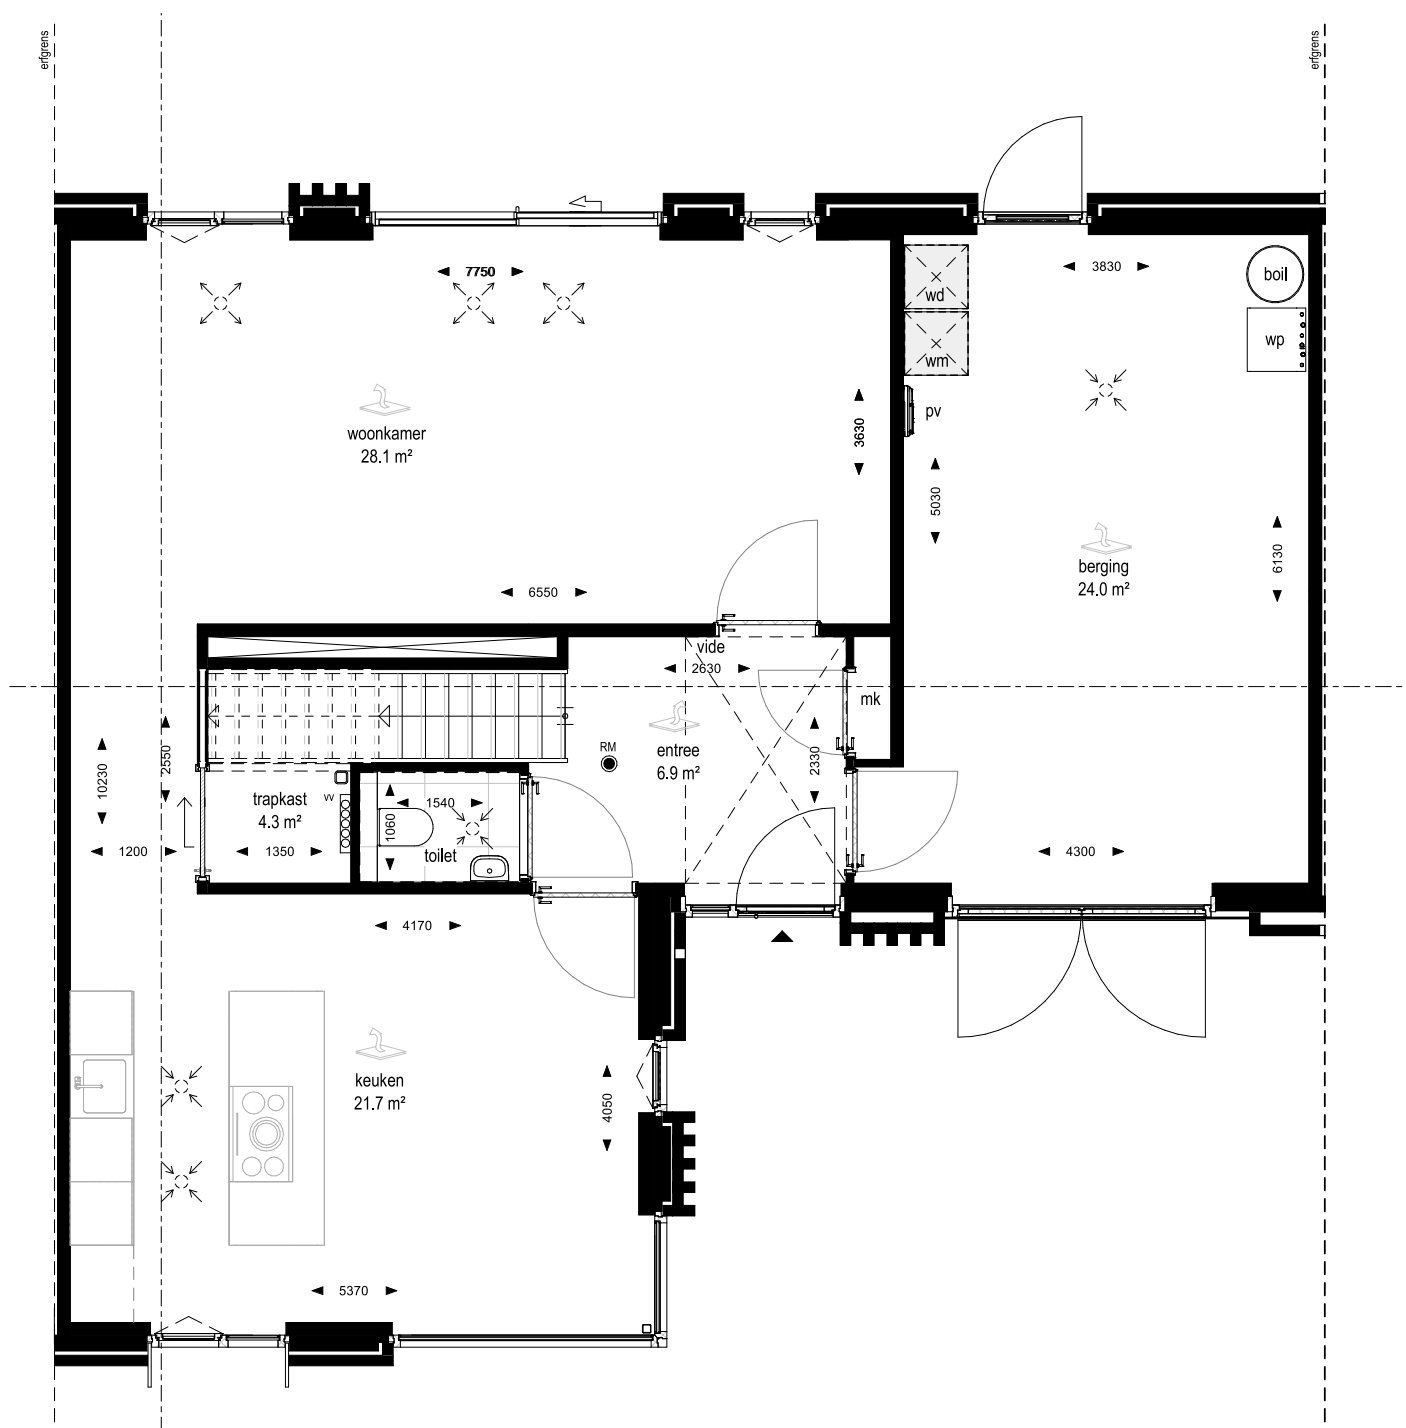 erfgrens
erfgrens
7750
3830
boil
wd
wp
wm
pv
3630
woonkamer
28.1 m²
5030
6130
berging
24.0 m²
6550
vide
2630
mk
entree
6.9 m²
RM
2330
10230
2550
trapkast
4.3 m²
vv
1540
1060
toilet
1200
1350
4300
4170
keuken
21.7 m²
4050
5370